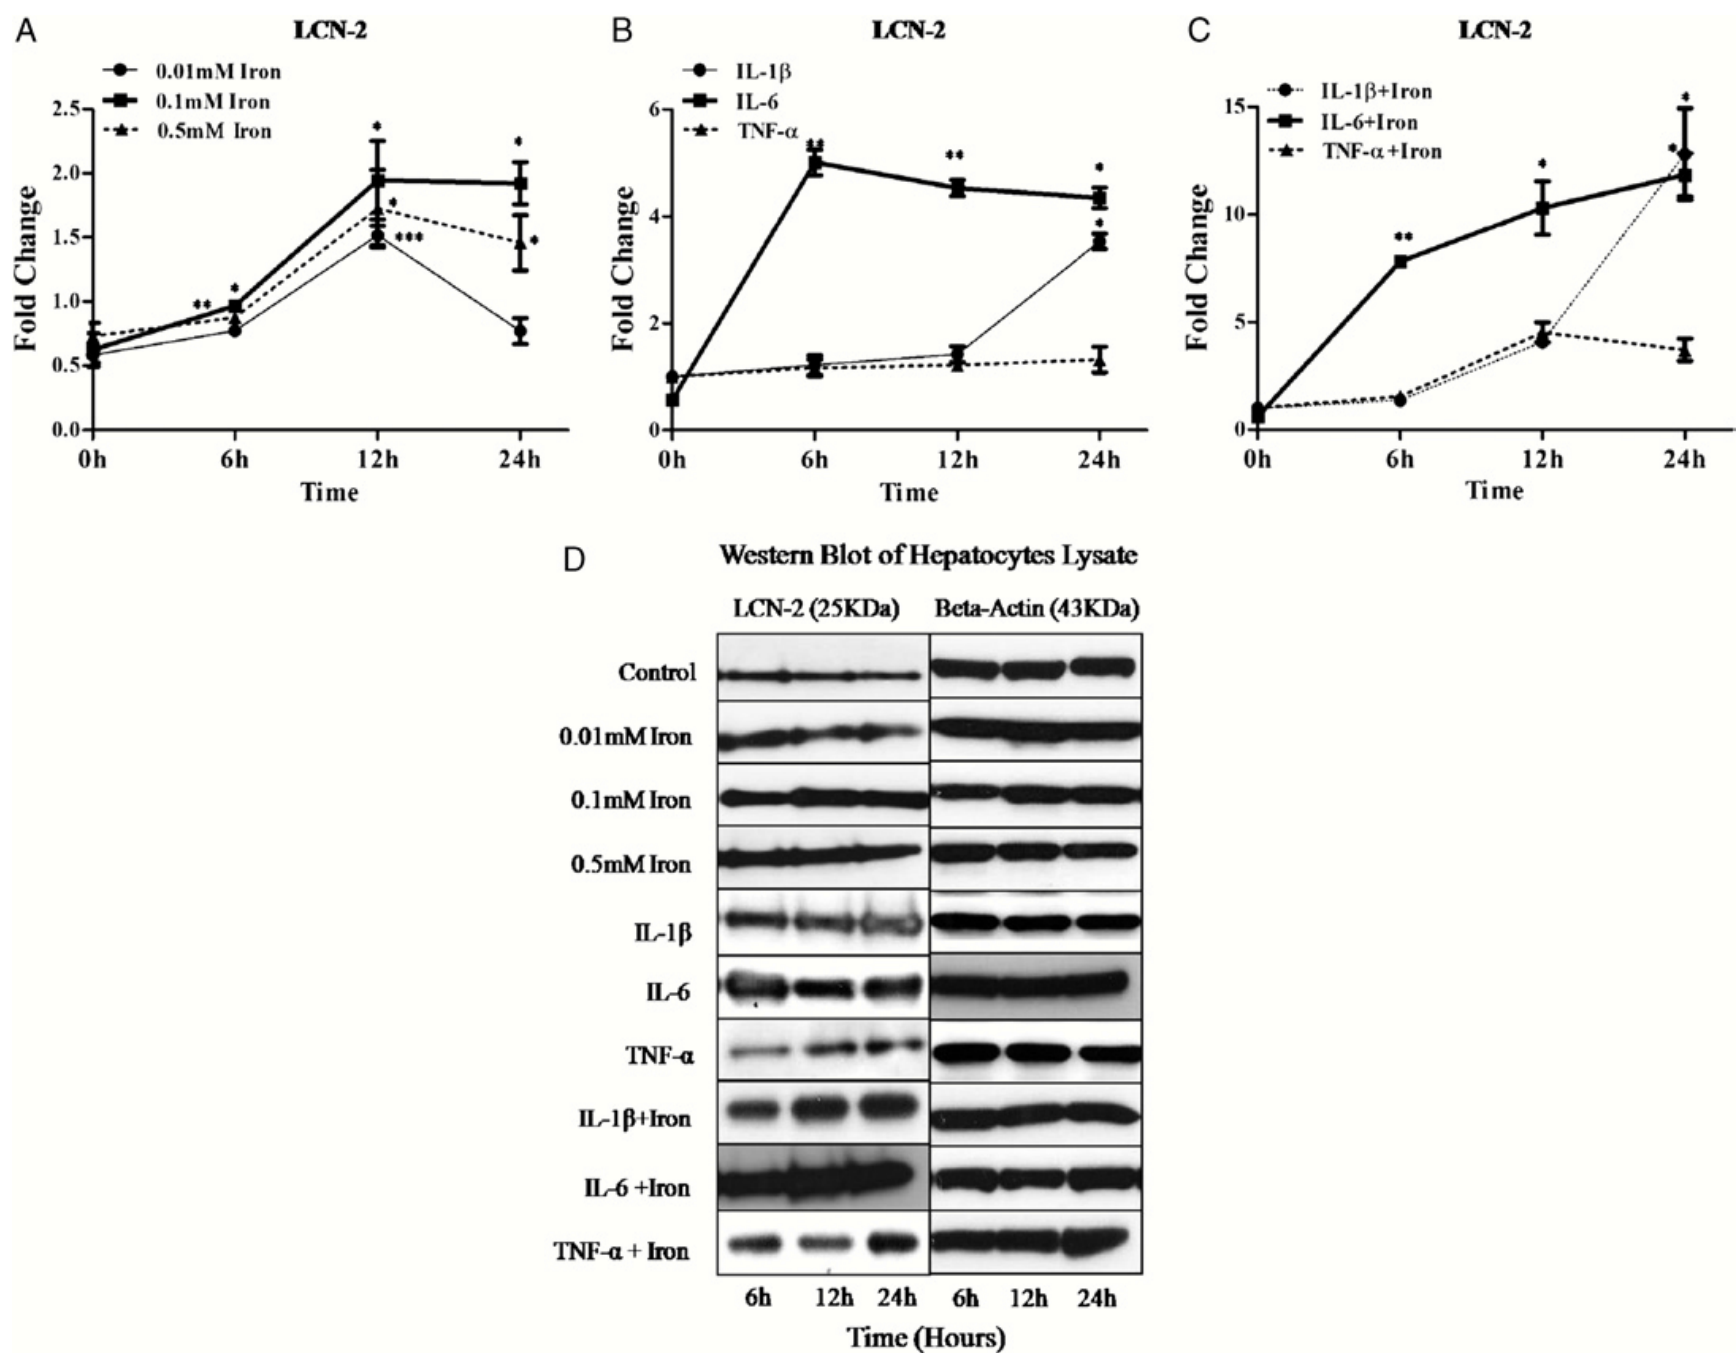 A
LCN-2
0.01mM Iron
0.1mM Iron
0.5mM Iron
2.5
2.0
1.5
1.0
0.5
0.0
Fold Change
*
*
*
***
*
**
*
0h
6h
12h
24h
Time
B
LCN-2
IL-1β
IL-6
TNF-α
6
4
2
0
Fold Change
**
**
*
*
0h
6h
12h
24h
Time
C
LCN-2
IL-1β+Iron
IL-6+Iron
TNF-α+Iron
15
10
5
0
Fold Change
**
*
*
*
0h
6h
12h
24h
Time
D
Western Blot of Hepatocytes Lysate
LCN-2 (25KDa)
Beta-Actin (43KDa)
Control
0.01mM Iron
0.1mM Iron
0.5mM Iron
IL-1β
IL-6
TNF-α
IL-1β+Iron
IL-6 +Iron
TNF-α + Iron
6h 12h 24h 6h 12h 24h
Time (Hours)